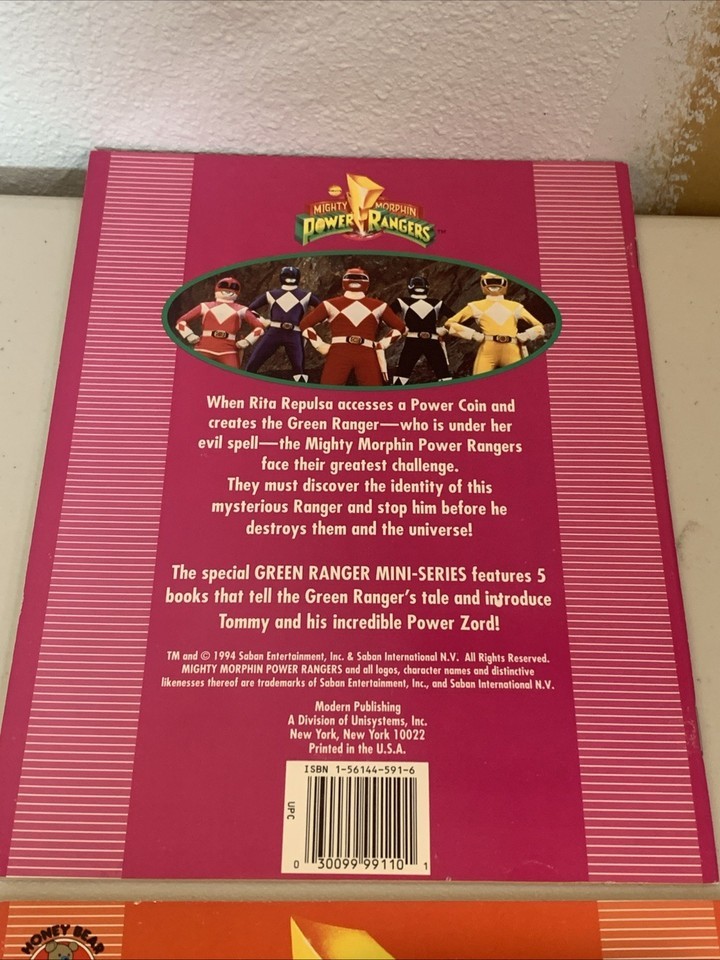 MIGHTY MORPHIN
POWER RANGERS™
When Rita Repulsa accesses a Power Coin and
creates the Green Ranger—who is under her
evil spell—the Mighty Morphin Power Rangers
face their greatest challenge.
They must discover the identity of this
mysterious Ranger and stop him before he
destroys them and the universe!
The special GREEN RANGER MINI-SERIES features 5
books that tell the Green Ranger's tale and introduce
Tommy and his incredible Power Zord!
TM and © 1994 Saban Entertainment, Inc. & Saban International N.V. All Rights Reserved.
MIGHTY MORPHIN POWER RANGERS and all logos, character names and distinctive
likenesses thereof are trademarks of Saban Entertainment, Inc., and Saban International N.V.
Modern Publishing
A Division of Unisystems, Inc.
New York, New York 10022
Printed in the U.S.A.
ISBN 1-56144-591-6
UPC
0 30099 99110 1
HONEY BEAR